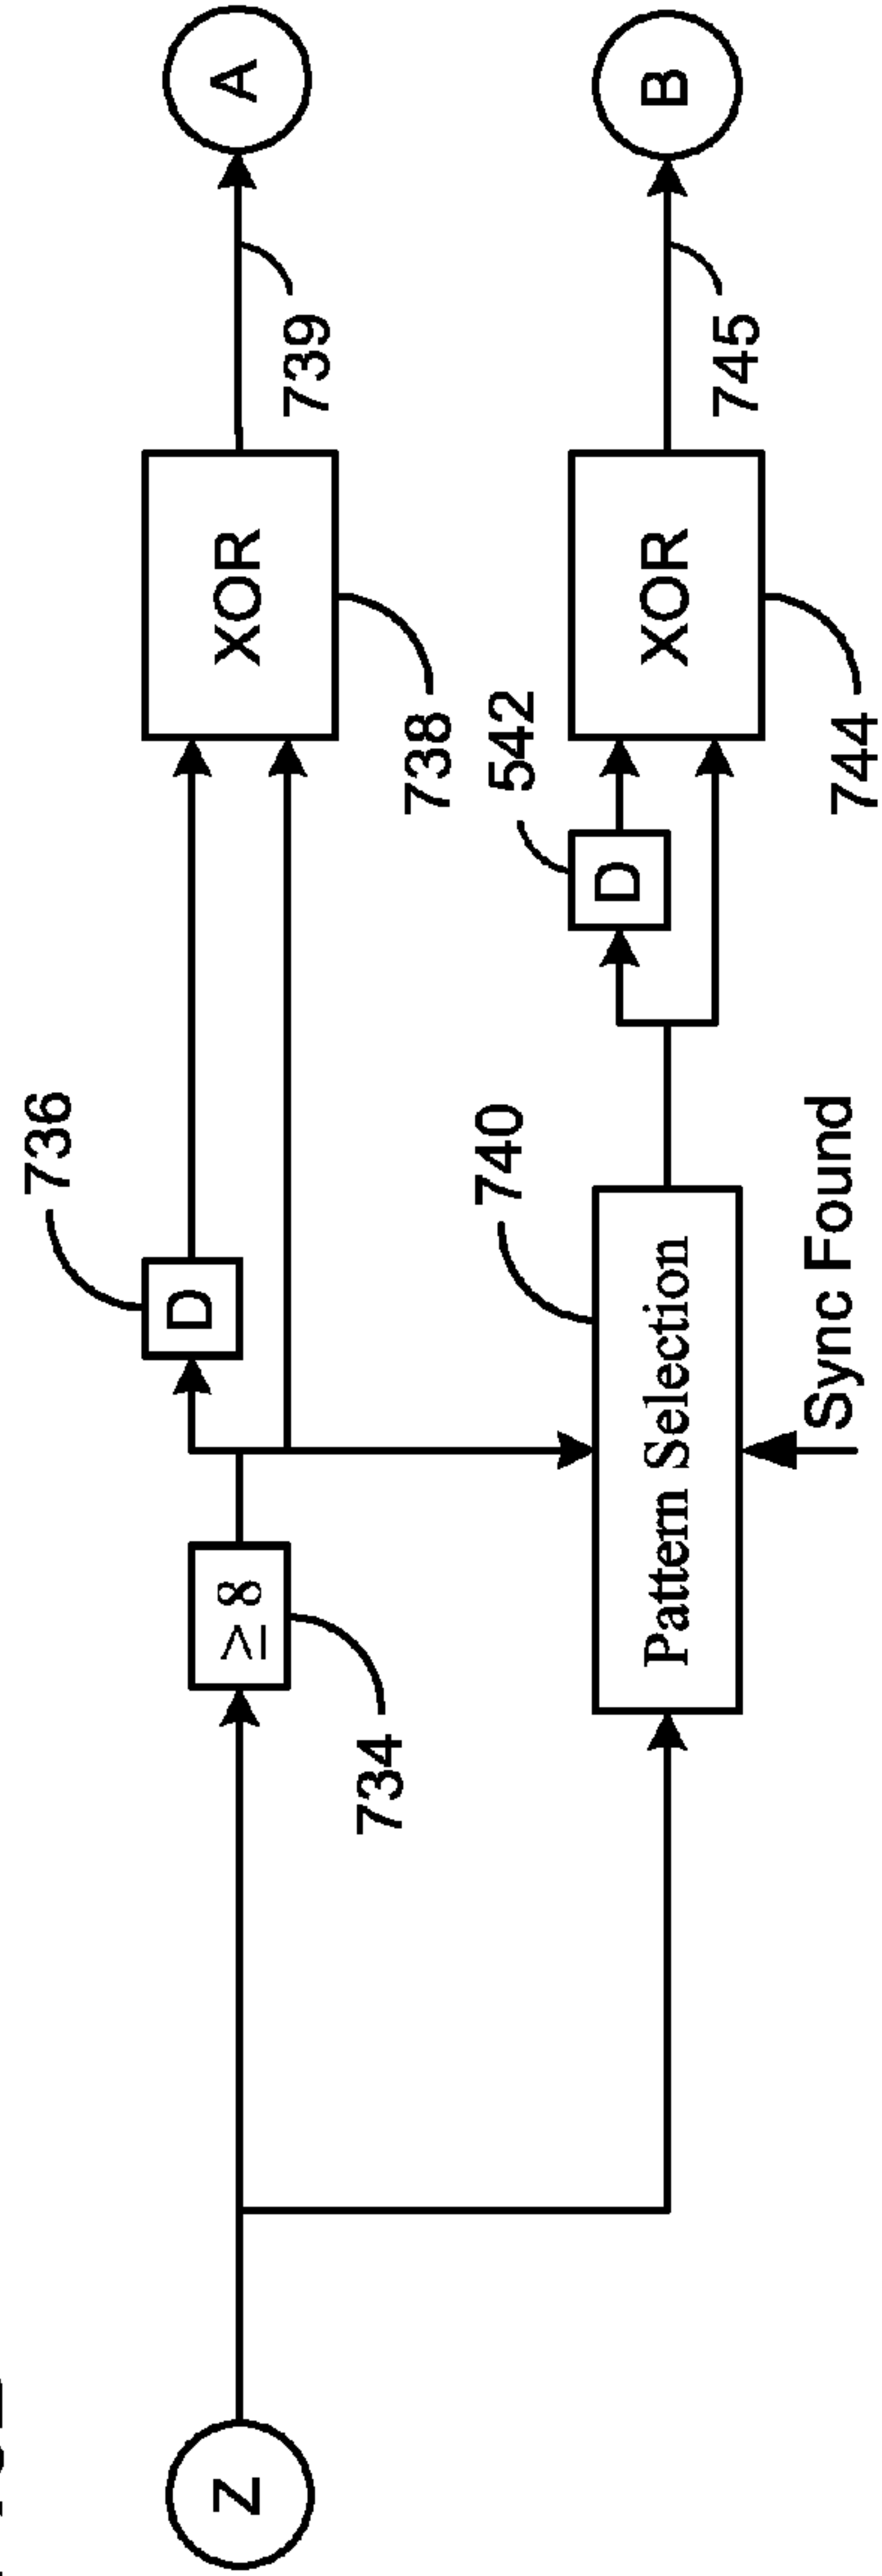 A
B
739
745
XOR
XOR
738
542
744
D
736
D
740
Sync Found
≥ 8
Pattern Selection
734
Z